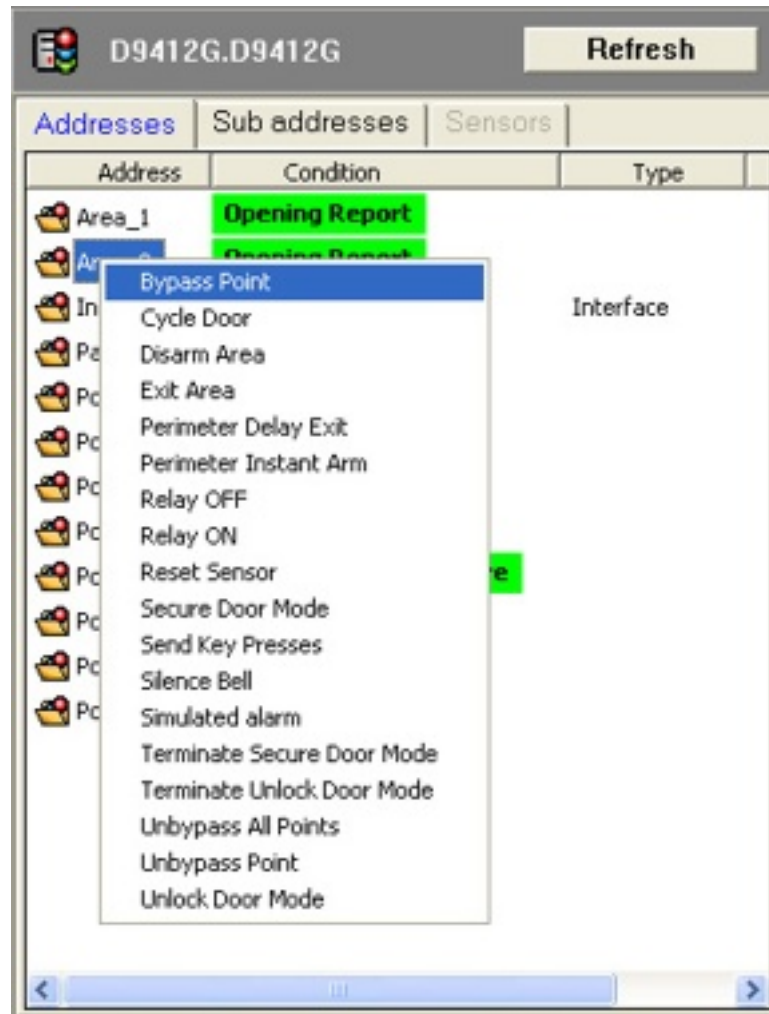 D9412G.D9412G
Refresh
Addresses Sub addresses Sensors
Address Condition Type
Area_1 Opening Report
Opening Report
Interface
Bypass Point
Cycle Door
Disarm Area
Exit Area
Perimeter Delay Exit
Perimeter Instant Arm
Relay OFF
Relay ON
Reset Sensor
Secure Door Mode
Send Key Presses
Silence Bell
Simulated alarm
Terminate Secure Door Mode
Terminate Unlock Door Mode
Unbypass All Points
Unbypass Point
Unlock Door Mode